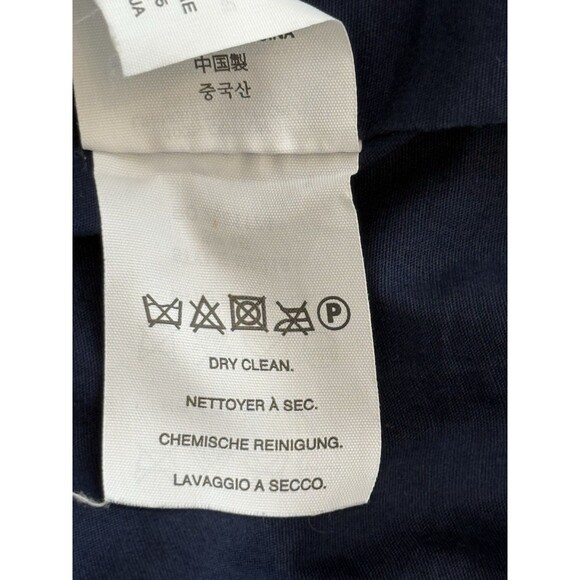 中国製
중국산
P
DRY CLEAN.
NETTOYER À SEC.
CHEMISCHE REINIGUNG.
LAVAGGIO A SECCO.